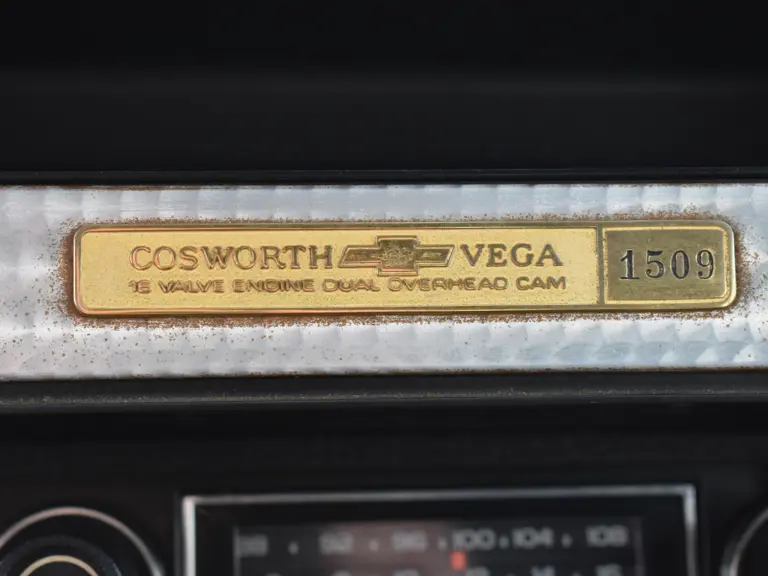 COSWORTH VEGA 1509
16 VALVE ENGINE DUAL OVERHEAD CAM
88 92 96 100 104 108